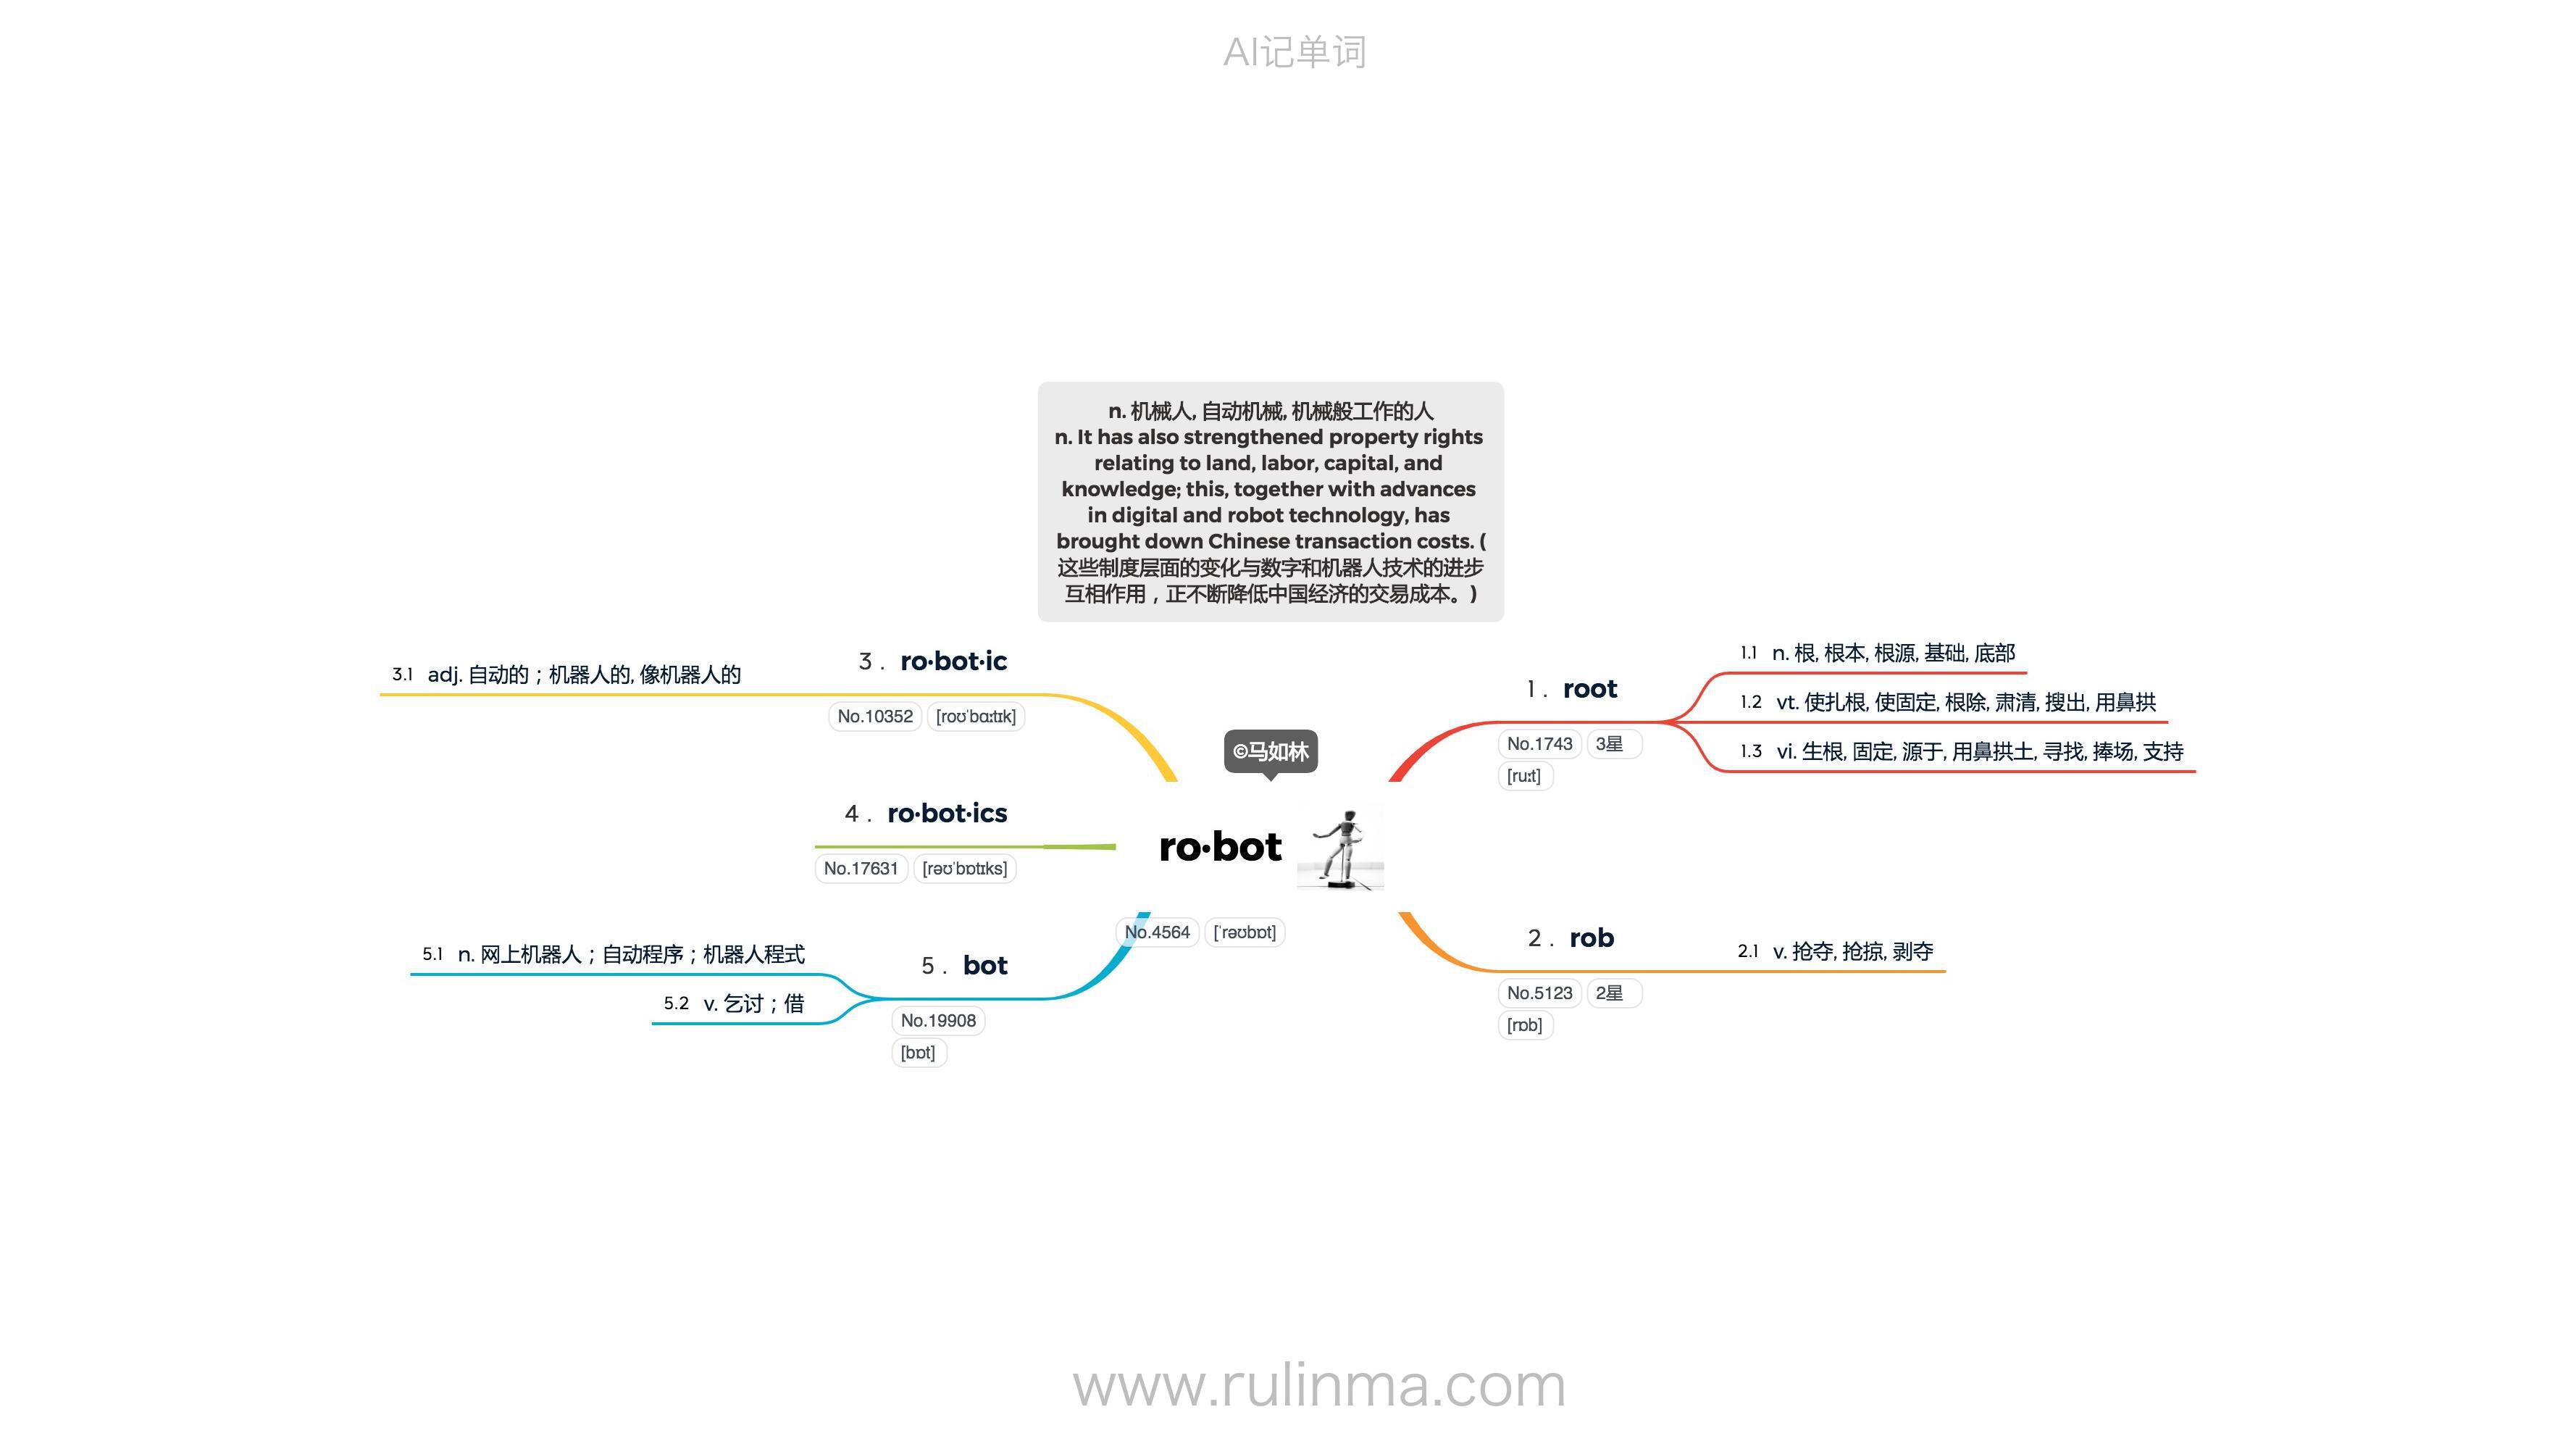 AI记单词
n. 机械人, 自动机械, 机械般工作的人
n. It has also strengthened property rights
relating to land, labor, capital, and
knowledge; this, together with advances
in digital and robot technology, has
brought down Chinese transaction costs. (
这些制度层面的变化与数字和机器人技术的进步
互相作用，正不断降低中国经济的交易成本。)
©马如林
ro·bot
No.4564 [ˈrəʊbɒt]
1. root
No.1743 3星
[ruːt]
1.1 n. 根, 根本, 根源, 基础, 底部
1.2 vt. 使扎根, 使固定, 根除, 肃清, 搜出, 用鼻拱
1.3 vi. 生根, 固定, 源于, 用鼻拱土, 寻找, 捧场, 支持
2. rob
No.5123 2星
[rɒb]
2.1 v. 抢夺, 抢掠, 剥夺
3. ro·bot·ic
No.10352 [roʊˈbɑːtɪk]
3.1 adj. 自动的；机器人的, 像机器人的
4. ro·bot·ics
No.17631 [rəʊˈbɒtɪks]
5. bot
No.19908
[bɒt]
5.1 n. 网上机器人；自动程序；机器人程式
5.2 v. 乞讨；借
www.rulinma.com